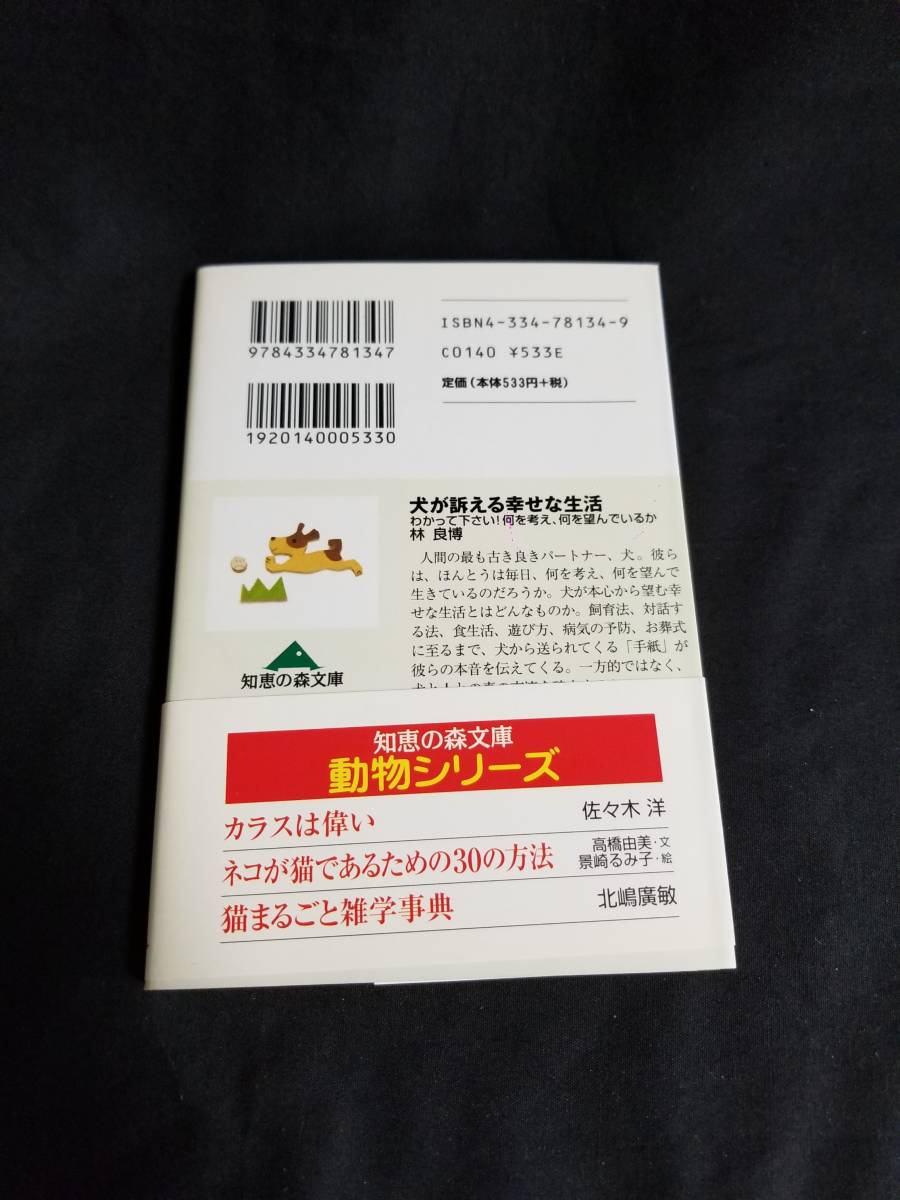 9784334781347
1920140005330
ISBN4-334-78134-9
C0140 ¥533E
定価(本体533円+税)
犬が訴える幸せな生活
わかって下さい!何を考え、何を望んでいるか
林 良博
人間の最も古き良きパートナー、犬。彼ら
は、ほんとうは毎日、何を考え、何を望んで
生きているのだろうか。犬が本心から望む幸
せな生活とはどんなものか。飼育法、対話す
る法、食生活、遊び方、病気の予防、お葬式
に至るまで、犬から送られてくる「手紙」が
彼らの本音を伝えてくる。一方的ではなく、
知恵の森文庫
知恵の森文庫
動物シリーズ
カラスは偉い 佐々木 洋
ネコが猫であるための30の方法 高橋由美・文
景崎るみ子・絵
猫まるごと雑学事典 北嶋廣敏